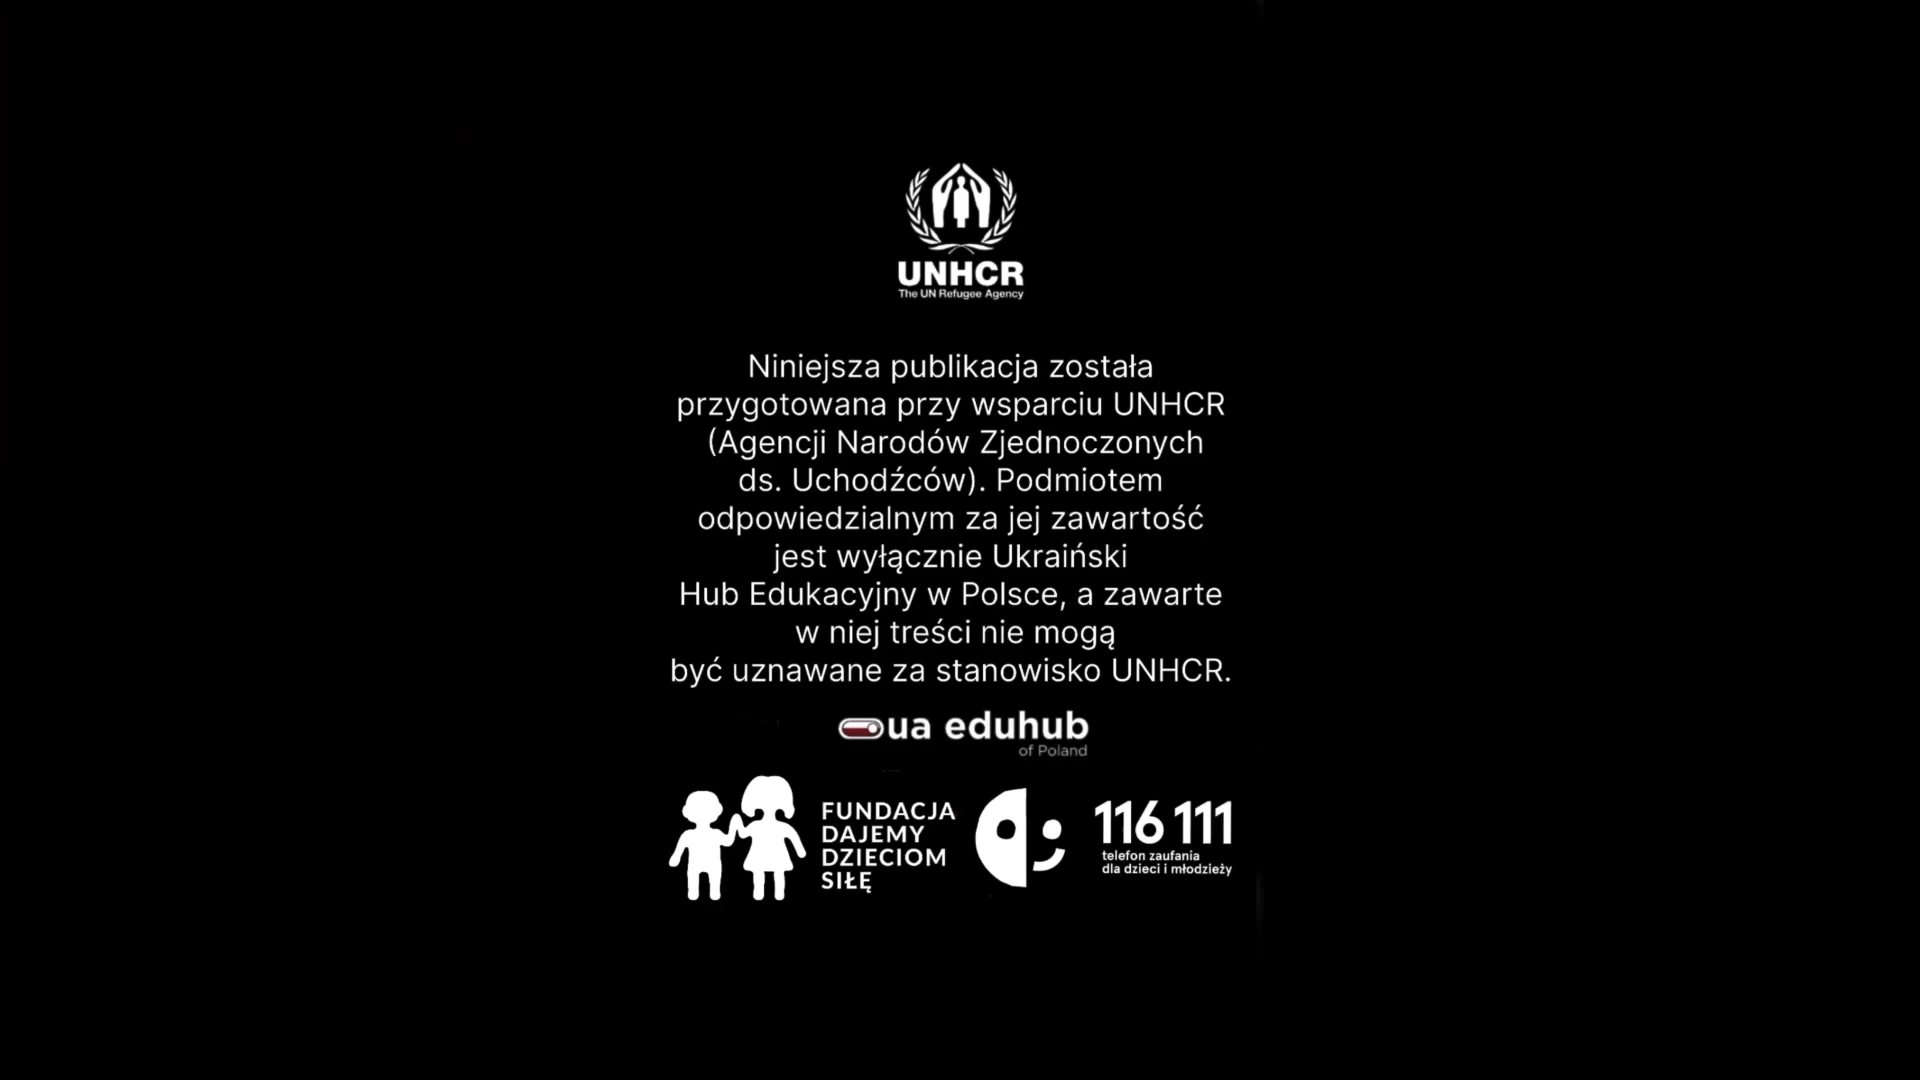 UNHCR
The UN Refugee Agency
Niniejsza publikacja została
przygotowana przy wsparciu UNHCR
(Agencji Narodów Zjednoczonych
ds. Uchodźców). Podmiotem
odpowiedzialnym za jej zawartość
jest wyłącznie Ukraiński
Hub Edukacyjny w Polsce, a zawarte
w niej treści nie mogą
być uznawane za stanowisko UNHCR.
ua eduhub
of Poland
FUNDACJA
DAJEMY
DZIECIOM
SIŁĘ
116 111
telefon zaufania
dla dzieci i młodzieży